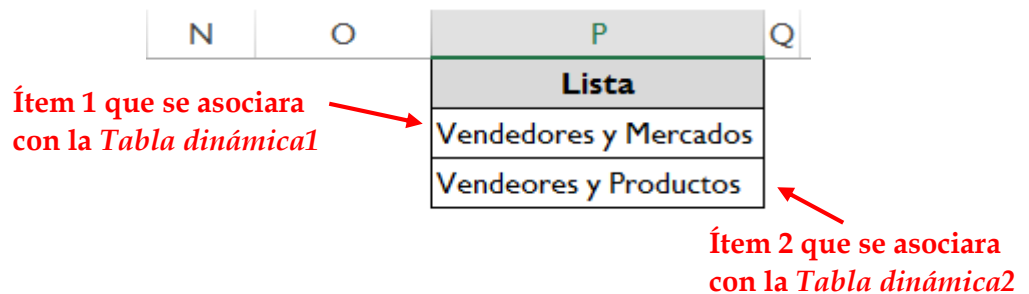 N O P Q
Lista
Ítem 1 que se asociara
con la Tabla dinámica1
Vendedores y Mercados
Vendeores y Productos
Ítem 2 que se asociara
con la Tabla dinámica2